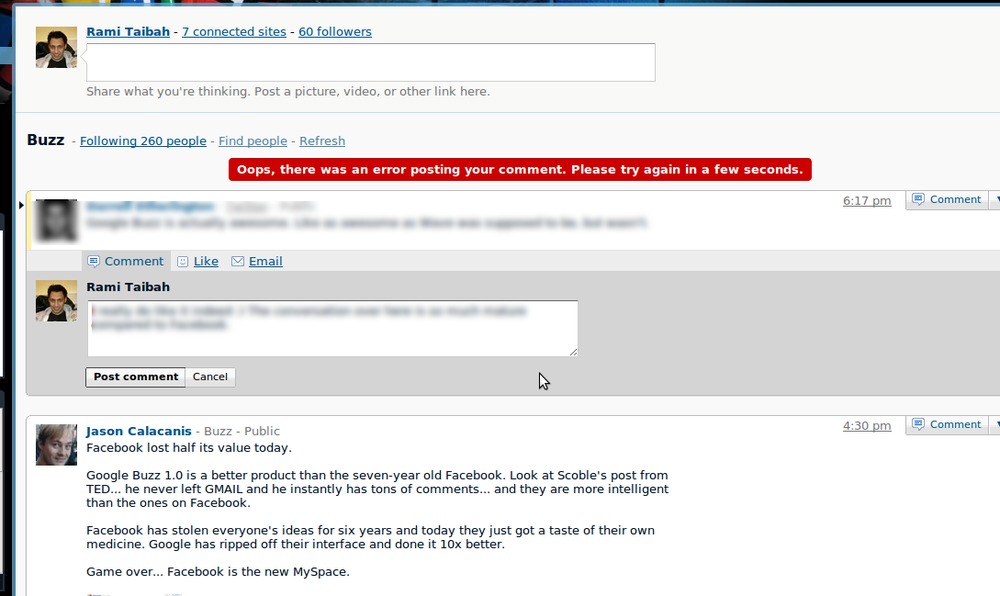 Rami Taibah - 7 connected sites - 60 followers
Share what you're thinking. Post a picture, video, or other link here.
Buzz - Following 260 people - Find people - Refresh
Oops, there was an error posting your comment. Please try again in a few seconds.
6:17 pm Comment
Comment Like Email
Rami Taibah
Post comment Cancel
Jason Calacanis - Buzz - Public 4:30 pm Comment
Facebook lost half its value today.
Google Buzz 1.0 is a better product than the seven-year old Facebook. Look at Scoble's post from
TED... he never left GMAIL and he instantly has tons of comments... and they are more intelligent
than the ones on Facebook.
Facebook has stolen everyone's ideas for six years and today they just got a taste of their own
medicine. Google has ripped off their interface and done it 10x better.
Game over... Facebook is the new MySpace.